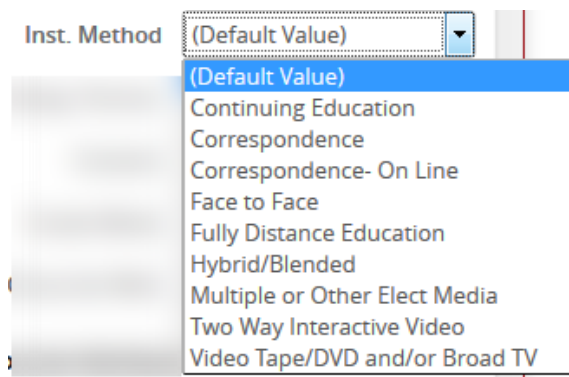 Inst. Method (Default Value)
(Default Value)
Continuing Education
Correspondence
Correspondence- On Line
Face to Face
Fully Distance Education
Hybrid/Blended
Multiple or Other Elect Media
Two Way Interactive Video
Video Tape/DVD and/or Broad TV